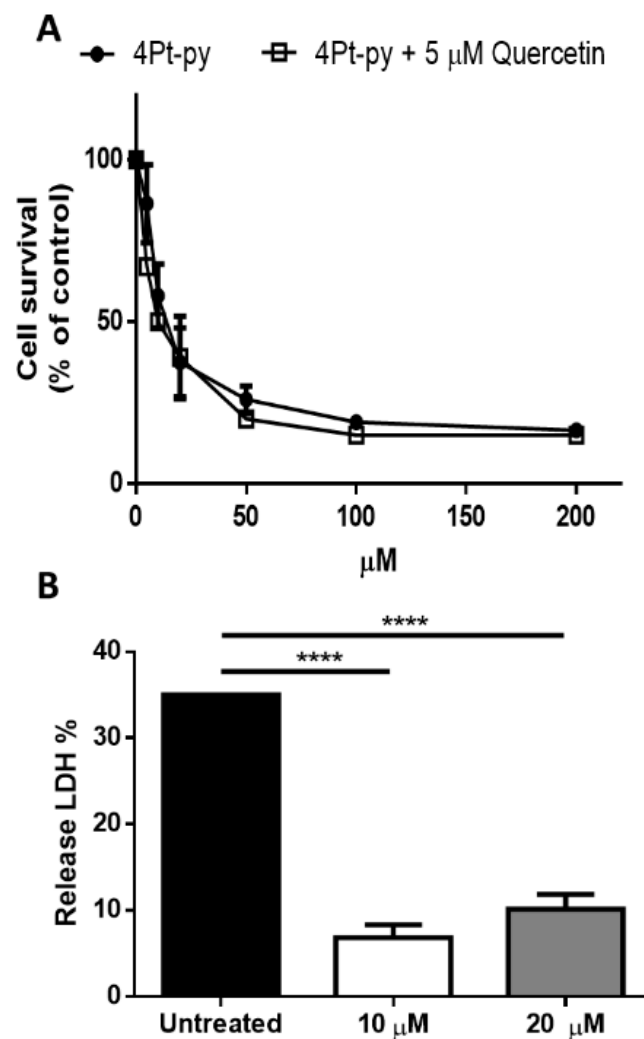 A
4Pt-py 4Pt-py + 5 μM Quercetin
Cell survival
(% of control)
100
50
0
0 50 100 150 200
μM
B
****
****
Release LDH %
40
30
20
10
0
Untreated 10 μM 20 μM